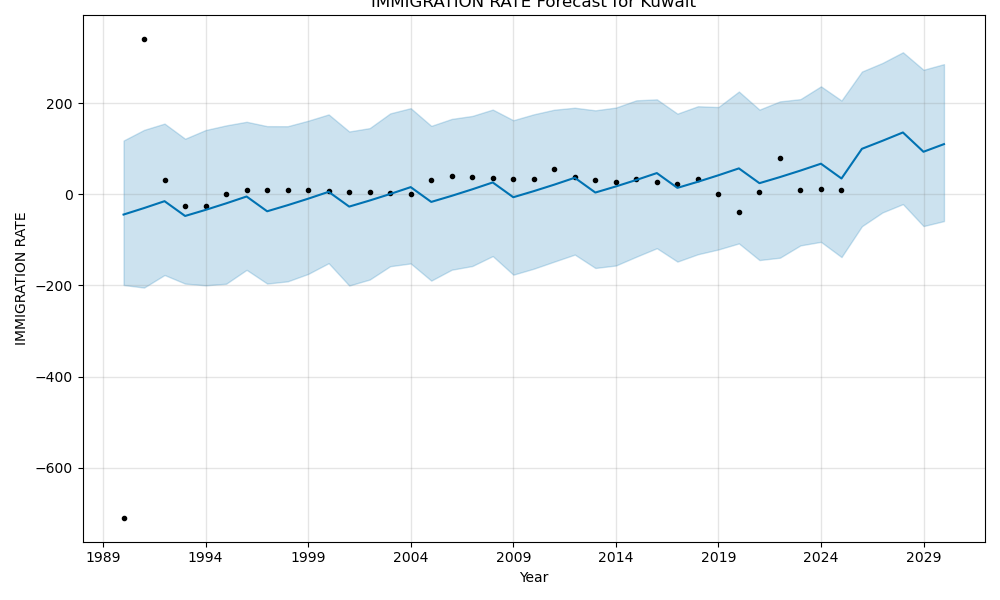 IMMIGRATION RATE Forecast for Kuwait
200
0
−200
−400
−600
IMMIGRATION RATE
1989 1994 1999 2004 2009 2014 2019 2024 2029
Year